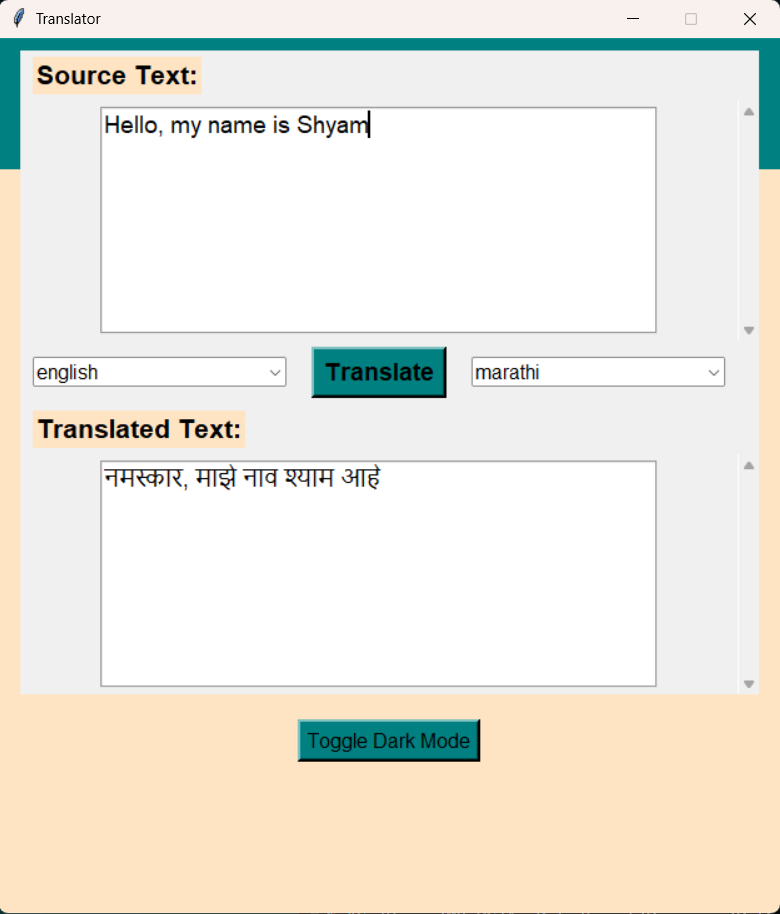 Translator
Source Text:
Hello, my name is Shyam
english
Translate
marathi
Translated Text:
नमस्कार, माझे नाव श्याम आहे
Toggle Dark Mode